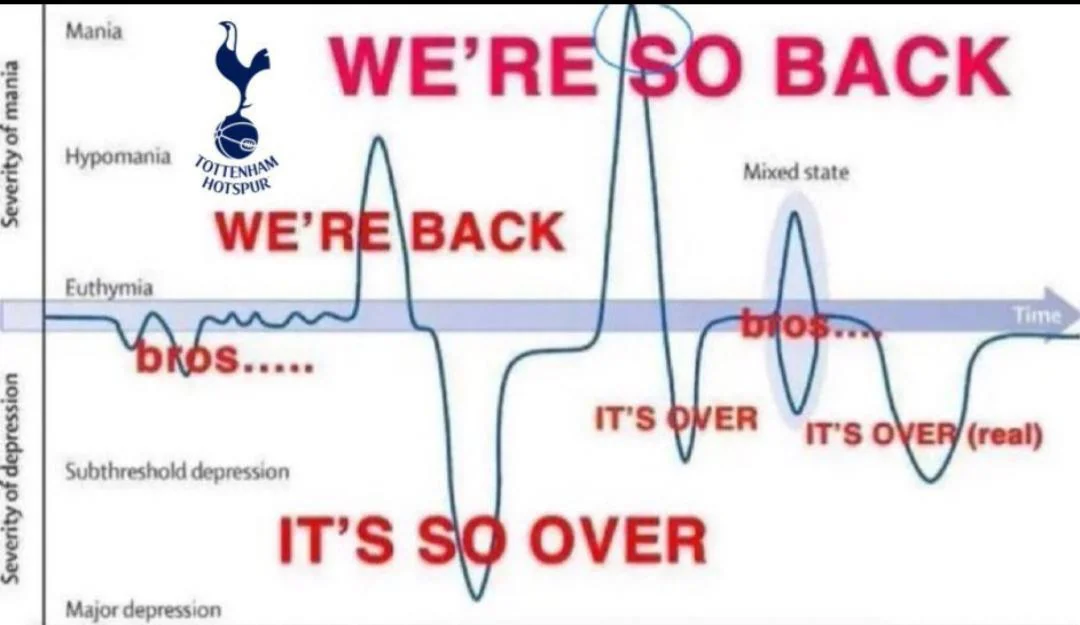 Severity of mania
Mania
WE'RE SO BACK
Hypomania
TOTTENHAM
HOTSPUR
Mixed state
WE'RE BACK
Euthymia
Time
bros.....
bros....
IT'S OVER
IT'S OVER (real)
Severity of depression
Subthreshold depression
IT'S SO OVER
Major depression